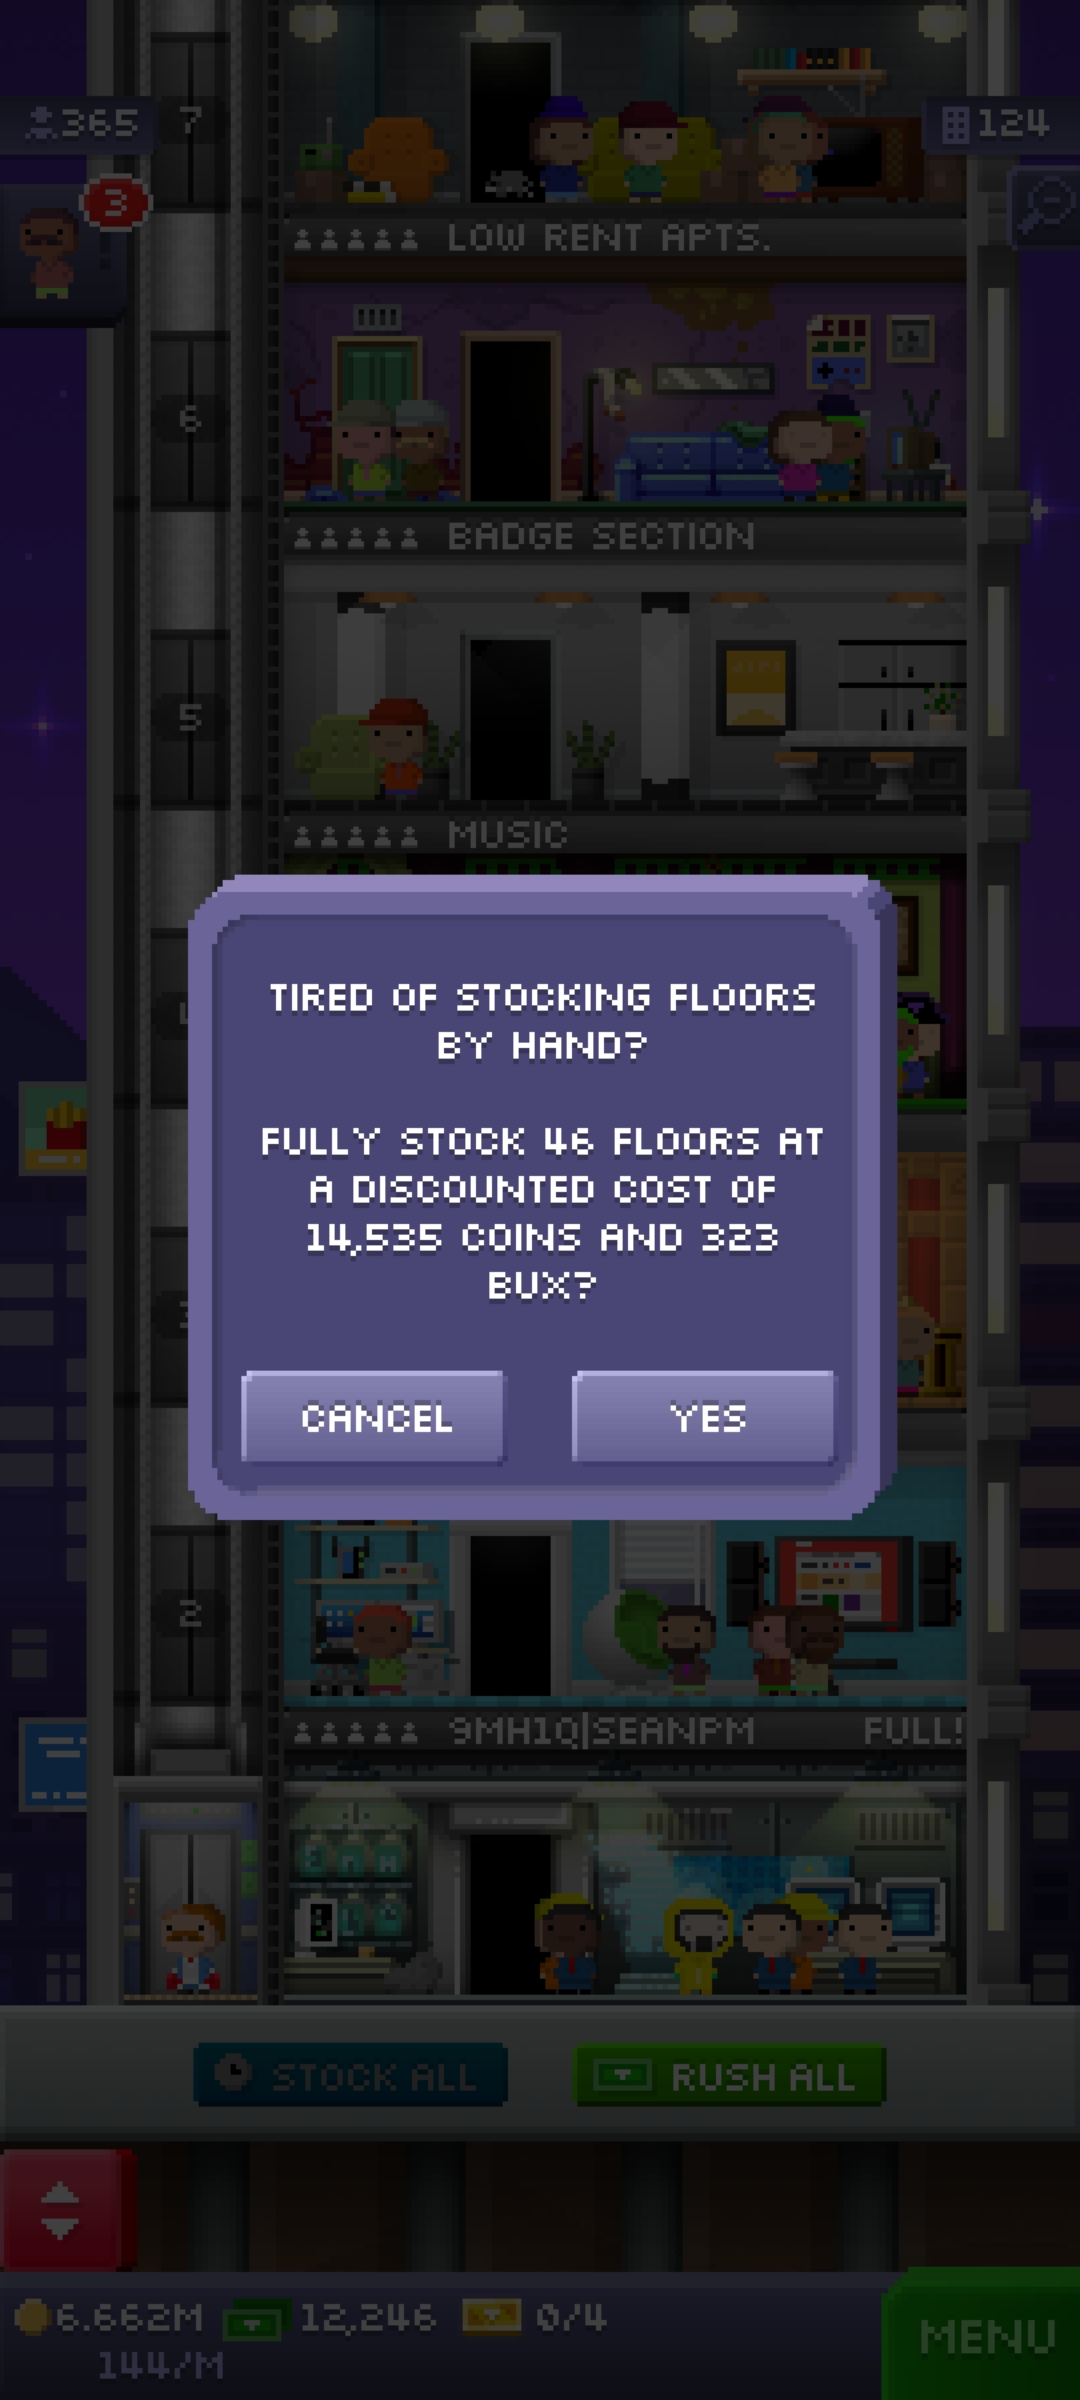 365
7
124
3
LOW RENT APTS.
6
BADGE SECTION
5
MUSIC
TIRED OF STOCKING FLOORS
BY HAND?
FULLY STOCK 46 FLOORS AT
A DISCOUNTED COST OF
14,535 COINS AND 323
BUX?
CANCEL YES
2
9MH1Q|SEANPM FULL!
STOCK ALL RUSH ALL
6.662M 12,246 0/4
144/M
MENU